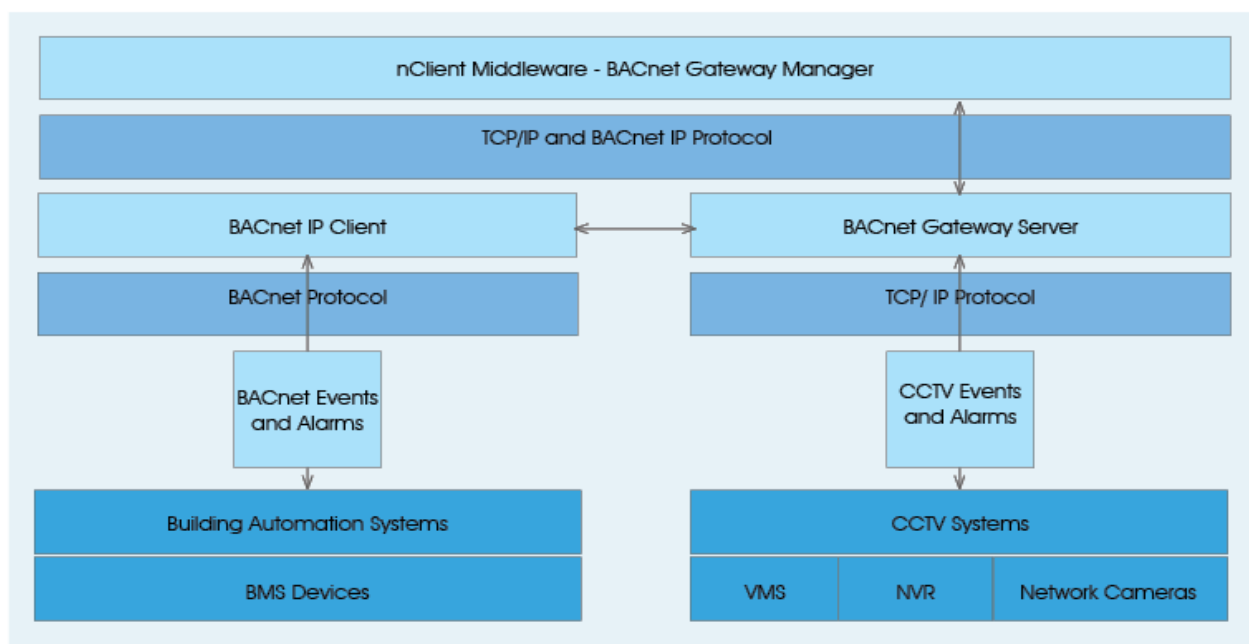 nClient Middleware - BACnet Gateway Manager
TCP/IP and BACnet IP Protocol
BACnet IP Client
BACnet Gateway Server
BACnet Protocol
TCP/ IP Protocol
BACnet Events
and Alarms
CCTV Events
and Alarms
Building Automation Systems
CCTV Systems
BMS Devices
VMS
NVR
Network Cameras